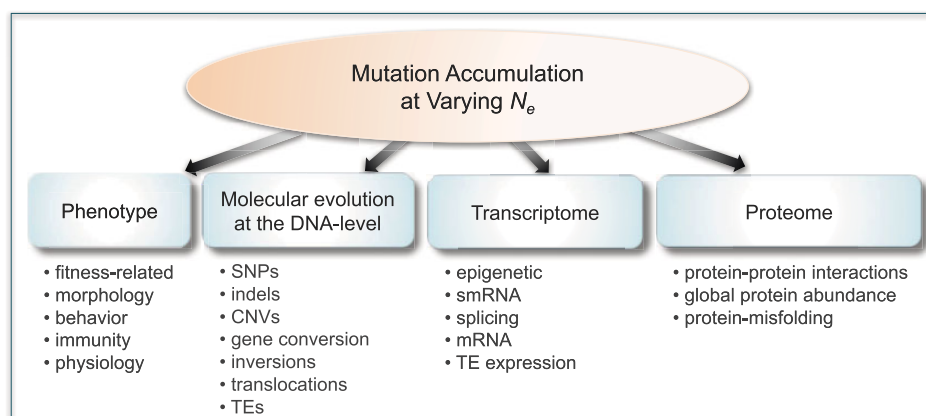 Mutation Accumulation
at Varying Ne
Phenotype
• fitness-related
• morphology
• behavior
• immunity
• physiology
Molecular evolution
at the DNA-level
• SNPs
• indels
• CNVs
• gene conversion
• inversions
• translocations
• TEs
Transcriptome
• epigenetic
• smRNA
• splicing
• mRNA
• TE expression
Proteome
• protein-protein interactions
• global protein abundance
• protein-misfolding